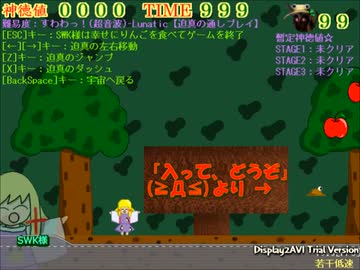 神徳値 0000 TIME 999
99
難易度：すわわっ！(超音波)-Lunatic【迫真の通しプレイ】
[ESC]キー：SWK様は幸せにりんごを食べてゲームを終了
[←][→]キー：迫真の左右移動
[Z]キー：迫真のジャンプ
[X]キー：迫真のダッシュ
[BackSpace]キー：宇宙へ戻る
暫定神徳値☆
STAGE1：未クリア
STAGE2：未クリア
STAGE3：未クリア
「入って、どうぞ」
(≧Д≦)より →
SWK様
Display2AVI Trial Version
若干低速